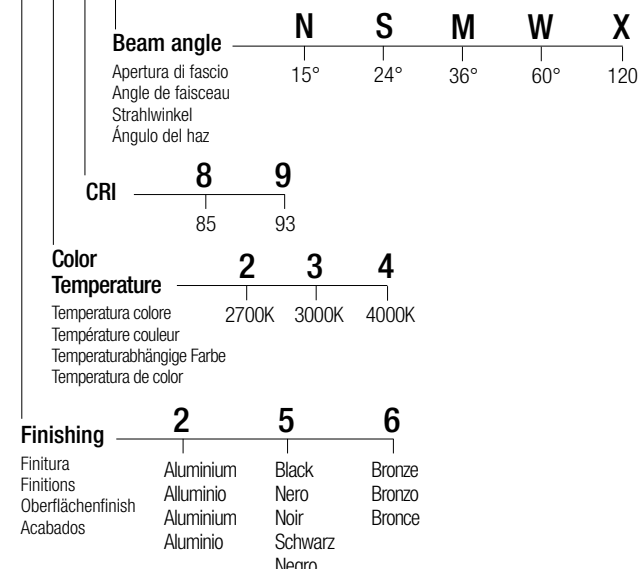 N S M W X
Beam angle
15° 24° 36° 60° 120
Apertura di fascio
Angle de faisceau
Strahlwinkel
Ángulo del haz
8 9
CRI
85 93
Color
Temperature
2 3 4
Temperatura colore
2700K 3000K 4000K
Température couleur
Temperaturabhängige Farbe
Temperatura de color
2 5 6
Finishing
Finitura
Finitions
Oberflächenfinish
Acabados
Aluminium
Alluminio
Aluminium
Aluminio
Black
Nero
Noir
Schwarz
Negro
Bronze
Bronzo
Bronce